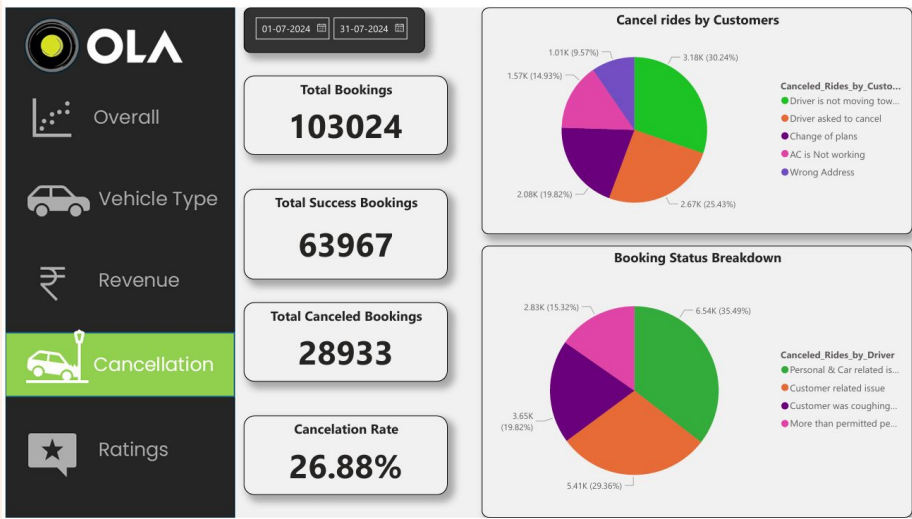 OLA
Overall
Vehicle Type
Revenue
Cancellation
Ratings
01-07-2024
31-07-2024
Total Bookings
103024
Total Success Bookings
63967
Total Canceled Bookings
28933
Cancelation Rate
26.88%
Cancel rides by Customers
1.01K (9.57%)
3.18K (30.24%)
1.57K (14.93%)
2.08K (19.82%)
2.67K (25.43%)
Canceled_Rides_by_Custo...
Driver is not moving tow...
Driver asked to cancel
Change of plans
AC is Not working
Wrong Address
Booking Status Breakdown
2.83K (15.32%)
6.54K (35.49%)
3.65K
(19.82%)
5.41K (29.36%)
Canceled_Rides_by_Driver
Personal & Car related is...
Customer related issue
Customer was coughing...
More than permitted pe...